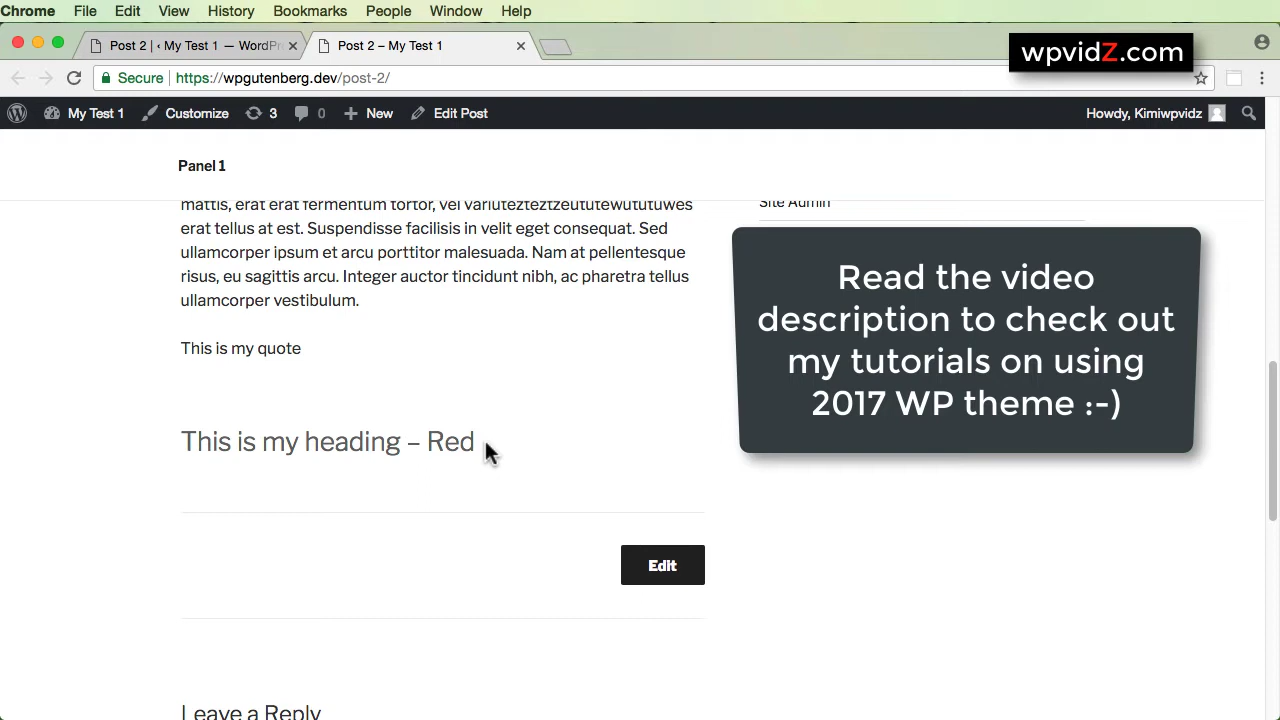 Chrome File Edit View History Bookmarks People Window Help
Post 2 | ‹ My Test 1 — WordPr
Post 2 – My Test 1
wpvidZ.com
Secure https://wpgutenberg.dev/post-2/
My Test 1 Customize 3 0 New Edit Post Howdy, Kimiwpvidz
Panel 1
mattis, erat erat fermentum tortor, vel variutezteztzeututewututuwes
erat tellus at est. Suspendisse facilisis in velit eget consequat. Sed
ullamcorper ipsum et arcu porttitor malesuada. Nam at pellentesque
risus, eu sagittis arcu. Integer auctor tincidunt nibh, ac pharetra tellus
ullamcorper vestibulum.
This is my quote
This is my heading – Red
Edit
Leave a Reply
Site Admin
Read the video
description to check out
my tutorials on using
2017 WP theme :-)